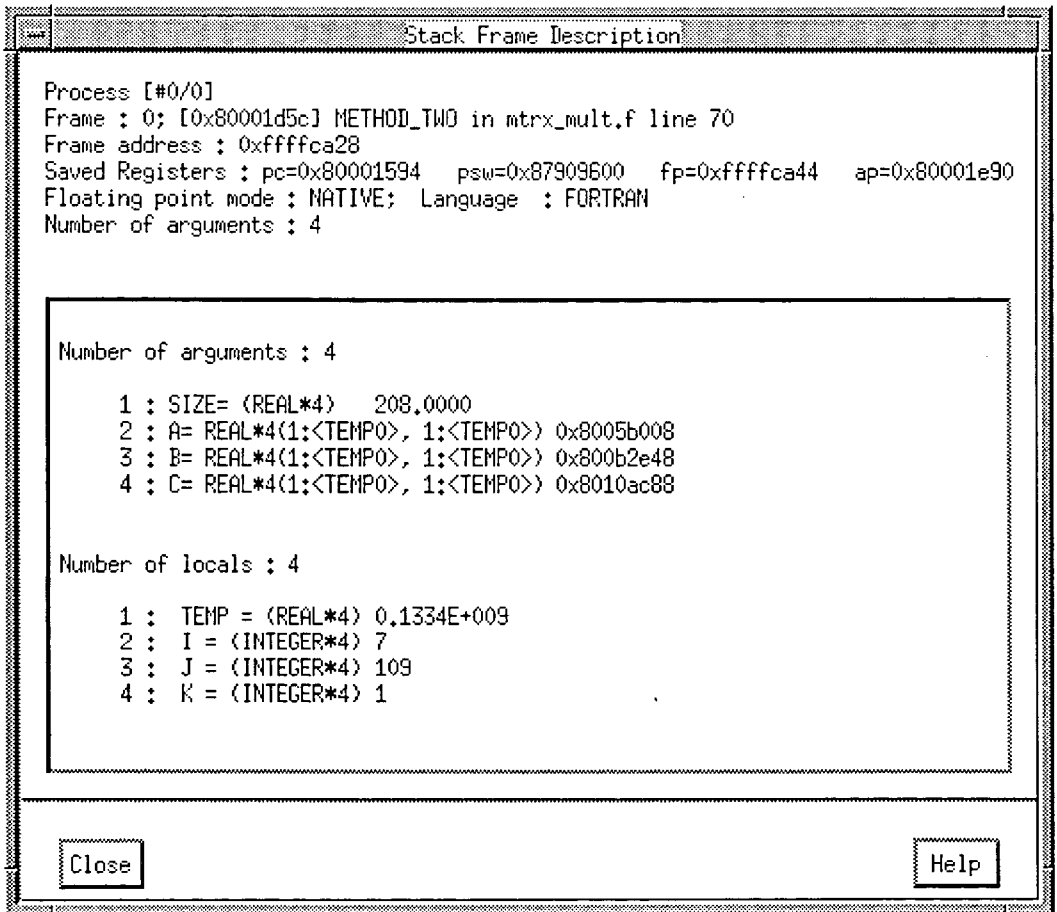 Stack Frame Description
Process [#0/0]
Frame : 0; [0x80001d5c] METHOD_TWO in mtrx_mult.f line 70
Frame address : 0xffffca28
Saved Registers : pc=0x80001594   psw=0x87909600   fp=0xffffca44   ap=0x80001e90
Floating point mode : NATIVE;  Language  : FORTRAN
Number of arguments : 4
Number of arguments : 4
1 : SIZE= (REAL*4)   208.0000
2 : A= REAL*4(1:<TEMP0>, 1:<TEMP0>) 0x8005b008
3 : B= REAL*4(1:<TEMP0>, 1:<TEMP0>) 0x800b2e48
4 : C= REAL*4(1:<TEMP0>, 1:<TEMP0>) 0x8010ac88
Number of locals : 4
1 :  TEMP = (REAL*4) 0.1334E+009
2 :  I = (INTEGER*4) 7
3 :  J = (INTEGER*4) 109
4 :  K = (INTEGER*4) 1
Close
Help